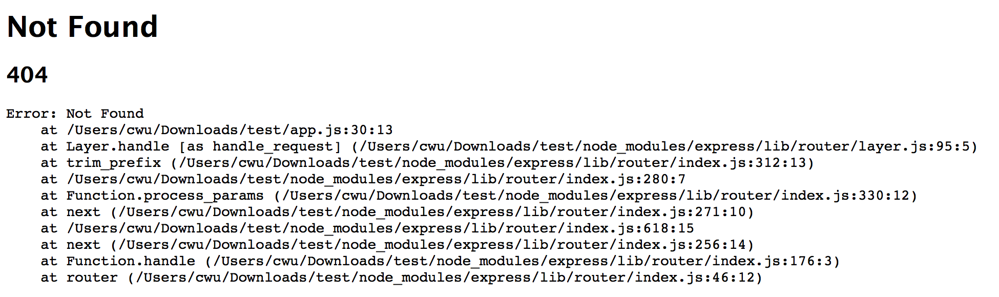 Not Found
404
Error: Not Found
    at /Users/cwu/Downloads/test/app.js:30:13
    at Layer.handle [as handle_request] (/Users/cwu/Downloads/test/node_modules/express/lib/router/layer.js:95:5)
    at trim_prefix (/Users/cwu/Downloads/test/node_modules/express/lib/router/index.js:312:13)
    at /Users/cwu/Downloads/test/node_modules/express/lib/router/index.js:280:7
    at Function.process_params (/Users/cwu/Downloads/test/node_modules/express/lib/router/index.js:330:12)
    at next (/Users/cwu/Downloads/test/node_modules/express/lib/router/index.js:271:10)
    at /Users/cwu/Downloads/test/node_modules/express/lib/router/index.js:618:15
    at next (/Users/cwu/Downloads/test/node_modules/express/lib/router/index.js:256:14)
    at Function.handle (/Users/cwu/Downloads/test/node_modules/express/lib/router/index.js:176:3)
    at router (/Users/cwu/Downloads/test/node_modules/express/lib/router/index.js:46:12)